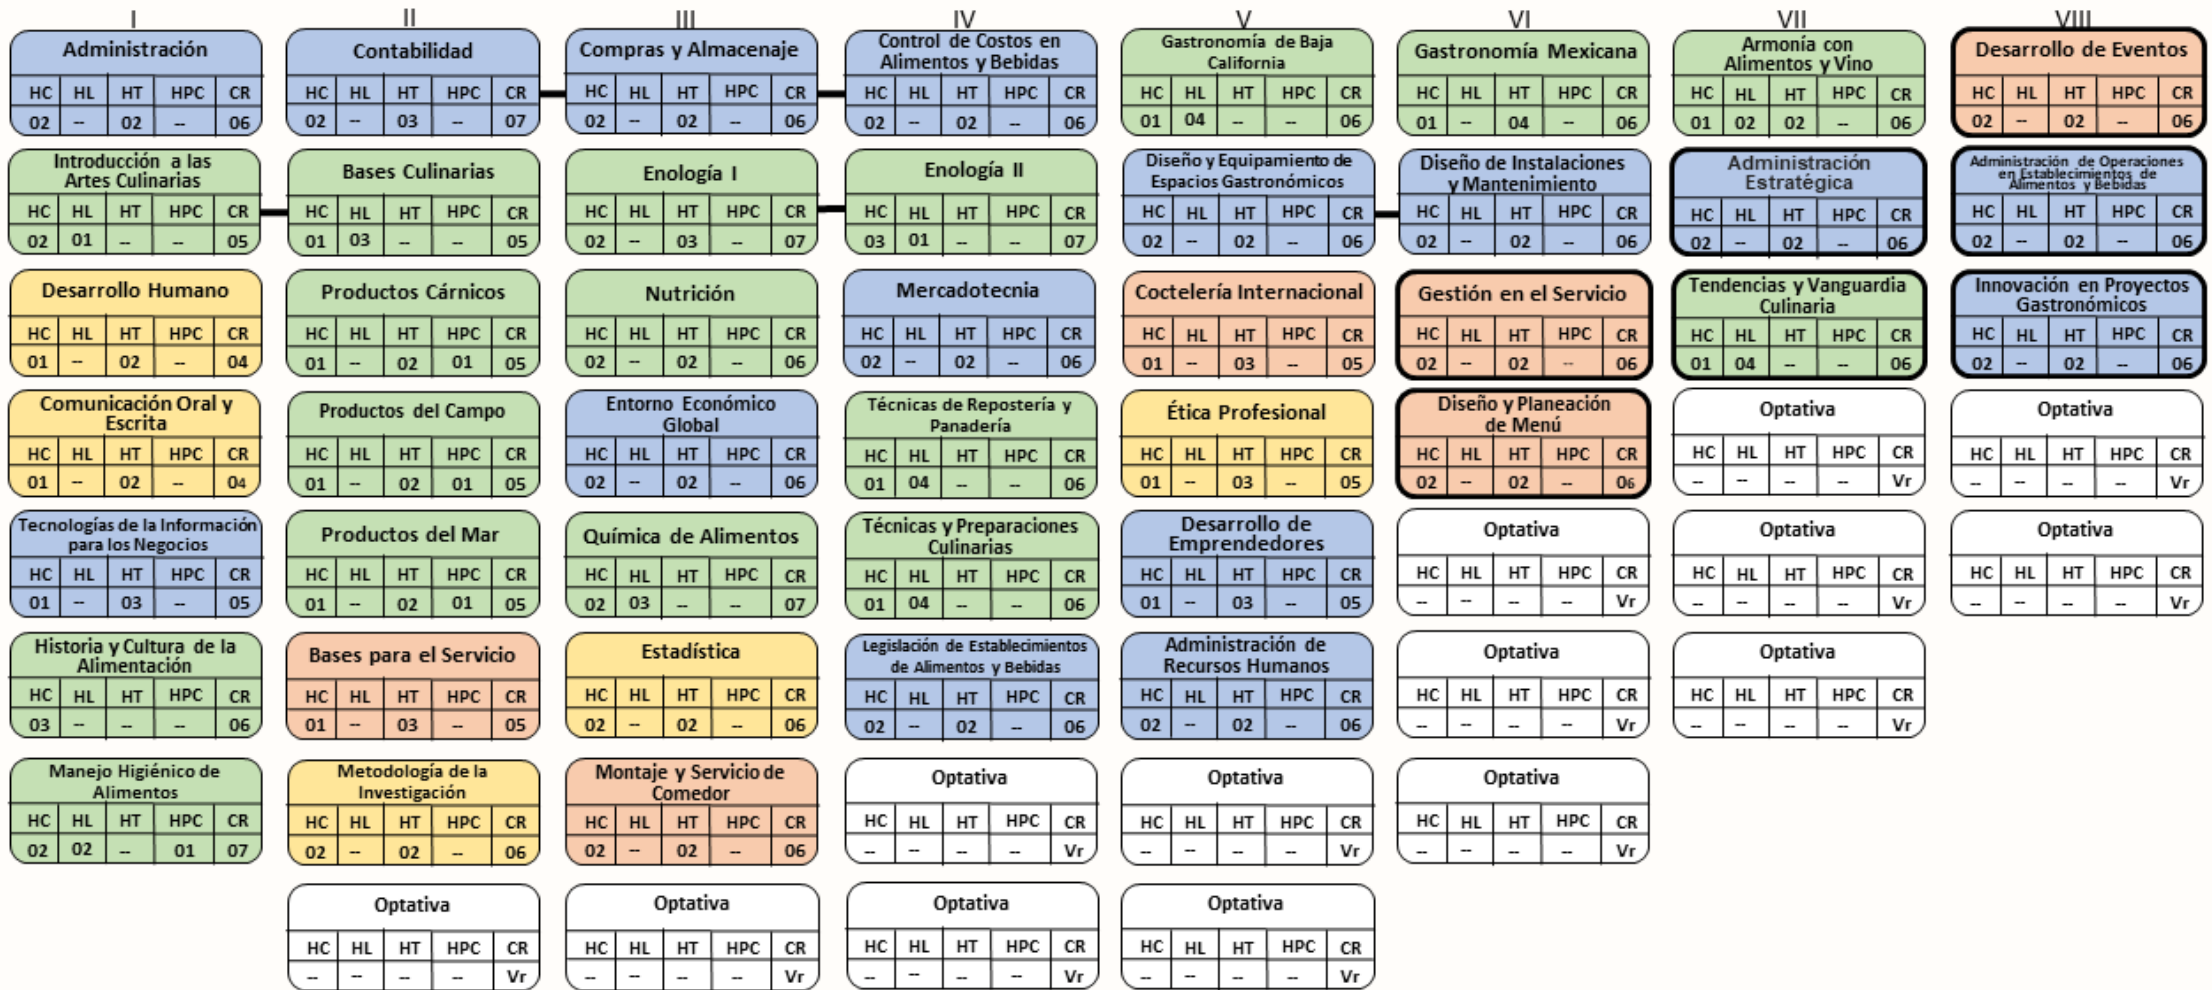 I II III IV V VI VII VIII
Administración
HC HL HT HPC CR
02 -- 02 -- 06
Contabilidad
HC HL HT HPC CR
02 -- 03 -- 07
Compras y Almacenaje
HC HL HT HPC CR
02 -- 02 -- 06
Control de Costos en
Alimentos y Bebidas
HC HL HT HPC CR
02 -- 02 -- 06
Gastronomía de Baja
California
HC HL HT HPC CR
01 04 -- -- 06
Gastronomía Mexicana
HC HL HT HPC CR
01 -- 04 -- 06
Armonía con
Alimentos y Vino
HC HL HT HPC CR
01 02 02 -- 06
Desarrollo de Eventos
HC HL HT HPC CR
02 -- 02 -- 06
Introducción a las
Artes Culinarias
HC HL HT HPC CR
02 01 -- -- 05
Bases Culinarias
HC HL HT HPC CR
01 03 -- -- 05
Enología I
HC HL HT HPC CR
02 -- 03 -- 07
Enología II
HC HL HT HPC CR
03 01 -- -- 07
Diseño y Equipamiento de
Espacios Gastronómicos
HC HL HT HPC CR
02 -- 02 -- 06
Diseño de Instalaciones
y Mantenimiento
HC HL HT HPC CR
02 -- 02 -- 06
Administración
Estratégica
HC HL HT HPC CR
02 -- 02 -- 06
Administración de Operaciones
en Establecimientos de
Alimentos y Bebidas
HC HL HT HPC CR
02 -- 02 -- 06
Desarrollo Humano
HC HL HT HPC CR
01 -- 02 -- 04
Productos Cárnicos
HC HL HT HPC CR
01 -- 02 01 05
Nutrición
HC HL HT HPC CR
02 -- 02 -- 06
Mercadotecnia
HC HL HT HPC CR
02 -- 02 -- 06
Coctelería Internacional
HC HL HT HPC CR
01 -- 03 -- 05
Gestión en el Servicio
HC HL HT HPC CR
02 -- 02 -- 06
Tendencias y Vanguardia
Culinaria
HC HL HT HPC CR
01 04 -- -- 06
Innovación en Proyectos
Gastronómicos
HC HL HT HPC CR
02 -- 02 -- 06
Comunicación Oral y
Escrita
HC HL HT HPC CR
01 -- 02 -- 04
Productos del Campo
HC HL HT HPC CR
01 -- 02 01 05
Entorno Económico
Global
HC HL HT HPC CR
02 -- 02 -- 06
Técnicas de Repostería y
Panadería
HC HL HT HPC CR
01 04 -- -- 06
Ética Profesional
HC HL HT HPC CR
01 -- 03 -- 05
Diseño y Planeación
de Menú
HC HL HT HPC CR
02 -- 02 -- 06
Optativa
HC HL HT HPC CR
-- -- -- -- Vr
Optativa
HC HL HT HPC CR
-- -- -- -- Vr
Tecnologías de la Información
para los Negocios
HC HL HT HPC CR
01 -- 03 -- 05
Productos del Mar
HC HL HT HPC CR
01 -- 02 01 05
Química de Alimentos
HC HL HT HPC CR
02 03 -- -- 07
Técnicas y Preparaciones
Culinarias
HC HL HT HPC CR
01 04 -- -- 06
Desarrollo de
Emprendedores
HC HL HT HPC CR
01 -- 03 -- 05
Optativa
HC HL HT HPC CR
-- -- -- -- Vr
Optativa
HC HL HT HPC CR
-- -- -- -- Vr
Optativa
HC HL HT HPC CR
-- -- -- -- Vr
Historia y Cultura de la
Alimentación
HC HL HT HPC CR
03 -- -- -- 06
Bases para el Servicio
HC HL HT HPC CR
01 -- 03 -- 05
Estadística
HC HL HT HPC CR
02 -- 02 -- 06
Legislación de Establecimientos
de Alimentos y Bebidas
HC HL HT HPC CR
02 -- 02 -- 06
Administración de
Recursos Humanos
HC HL HT HPC CR
02 -- 02 -- 06
Optativa
HC HL HT HPC CR
-- -- -- -- Vr
Optativa
HC HL HT HPC CR
-- -- -- -- Vr
Manejo Higiénico de
Alimentos
HC HL HT HPC CR
02 02 -- 01 07
Metodología de la
Investigación
HC HL HT HPC CR
02 -- 02 -- 06
Montaje y Servicio de
Comedor
HC HL HT HPC CR
02 -- 02 -- 06
Optativa
HC HL HT HPC CR
-- -- -- -- Vr
Optativa
HC HL HT HPC CR
-- -- -- -- Vr
Optativa
HC HL HT HPC CR
-- -- -- -- Vr
Optativa
HC HL HT HPC CR
-- -- -- -- Vr
Optativa
HC HL HT HPC CR
-- -- -- -- Vr
Optativa
HC HL HT HPC CR
-- -- -- -- Vr
Optativa
HC HL HT HPC CR
-- -- -- -- Vr